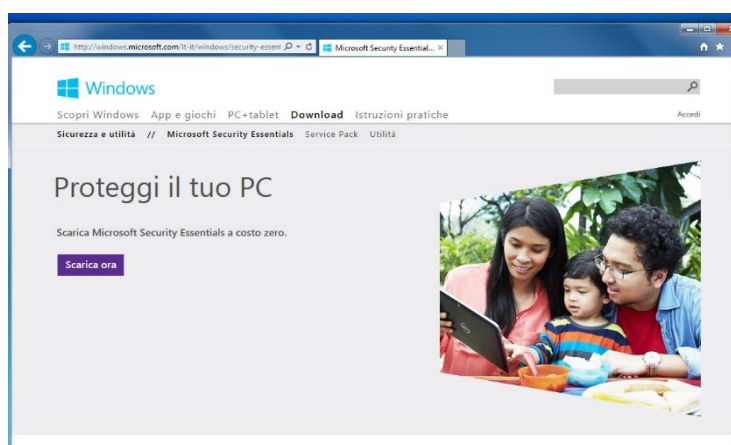 http://windows.microsoft.com/it-it/windows/security-essent
Microsoft Security Essential...
Windows
Scopri Windows App e giochi PC+tablet Download Istruzioni pratiche
Accedi
Sicurezza e utilità // Microsoft Security Essentials Service Pack Utilità
Proteggi il tuo PC
Scarica Microsoft Security Essentials a costo zero.
Scarica ora